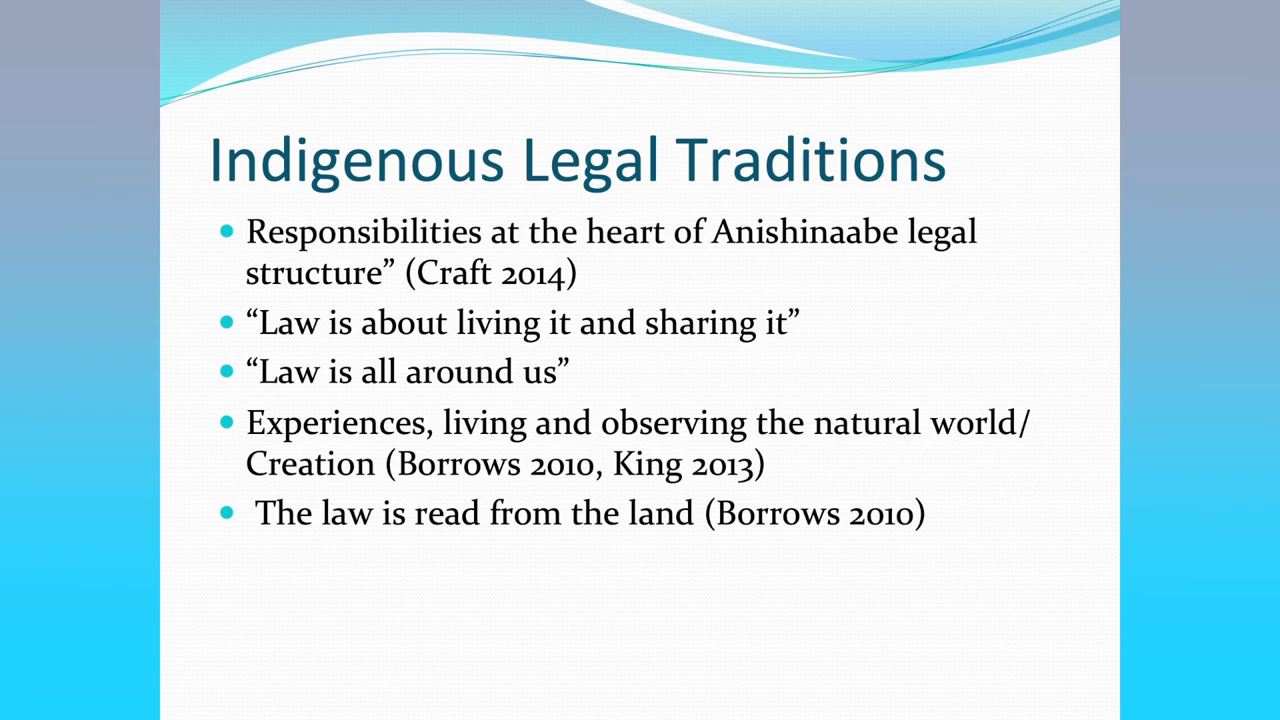 Indigenous Legal Traditions
• Responsibilities at the heart of Anishinaabe legal
structure” (Craft 2014)
• “Law is about living it and sharing it”
• “Law is all around us”
• Experiences, living and observing the natural world/
Creation (Borrows 2010, King 2013)
• The law is read from the land (Borrows 2010)